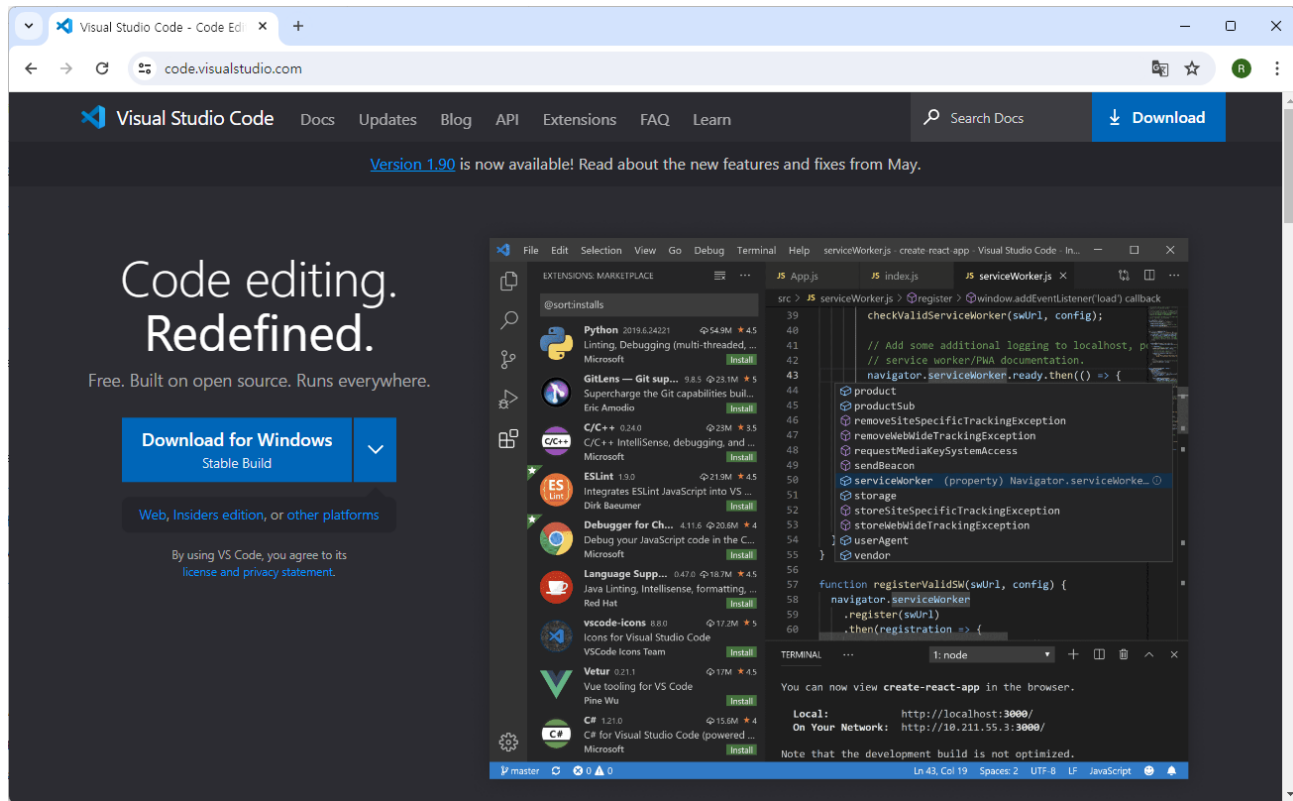 Visual Studio Code - Code Edi
code.visualstudio.com
R
Visual Studio Code Docs Updates Blog API Extensions FAQ Learn Search Docs Download
Version 1.90 is now available! Read about the new features and fixes from May.
Code editing.
Redefined.
Free. Built on open source. Runs everywhere.
Download for Windows
Stable Build
Web, Insiders edition, or other platforms
By using VS Code, you agree to its
license and privacy statement.
File Edit Selection View Go Debug Terminal Help serviceWorker.js - create-react-app - Visual Studio Code - In...
EXTENSIONS: MARKETPLACE ...
@sort:installs
Python 2019.6.24221 54.9M ★ 4.5
Linting, Debugging (multi-threaded, ...
Microsoft Install
GitLens — Git sup... 9.8.5 23.1M ★ 5
Supercharge the Git capabilities buil...
Eric Amodio Install
C/C++ 0.24.0 23M ★ 3.5
C/C++ IntelliSense, debugging, and ...
Microsoft Install
ESLint 1.9.0 21.9M ★ 4.5
Integrates ESLint JavaScript into VS ...
Dirk Baeumer Install
Debugger for Ch... 4.11.6 20.6M ★ 4
Debug your JavaScript code in the C...
Microsoft Install
Language Supp... 0.47.0 18.7M ★ 4.5
Java Linting, Intellisense, formatting, ...
Red Hat Install
vscode-icons 8.8.0 17.2M ★ 5
Icons for Visual Studio Code
VSCode Icons Team Install
Vetur 0.21.1 17M ★ 4.5
Vue tooling for VS Code
Pine Wu Install
C# 1.21.0 15.6M ★ 4
C# for Visual Studio Code (powered ...
Microsoft Install
JS App.js JS index.js JS serviceWorker.js ...
src > JS serviceWorker.js > register > window.addEventListener('load') callback
39 checkValidServiceWorker(swUrl, config);
40
41 // Add some additional logging to localhost, p
42 // service worker/PWA documentation.
43 navigator.serviceWorker.ready.then(() => {
44 product
45 productSub
46 removeSiteSpecificTrackingException
47 removeWebWideTrackingException
48 requestMediaKeySystemAccess
49 sendBeacon
50 serviceWorker (property) Navigator.serviceWorke...
51 storage
52 storeSiteSpecificTrackingException
53 storeWebWideTrackingException
54 } userAgent
55 } vendor
56
57 function registerValidSW(swUrl, config) {
58 navigator.serviceWorker
59 .register(swUrl)
60 .then(registration => {
TERMINAL ... 1: node
You can now view create-react-app in the browser.
Local: http://localhost:3000/
On Your Network: http://10.211.55.3:3000/
Note that the development build is not optimized.
master 0 0 Ln 43, Col 19 Spaces: 2 UTF-8 LF JavaScript